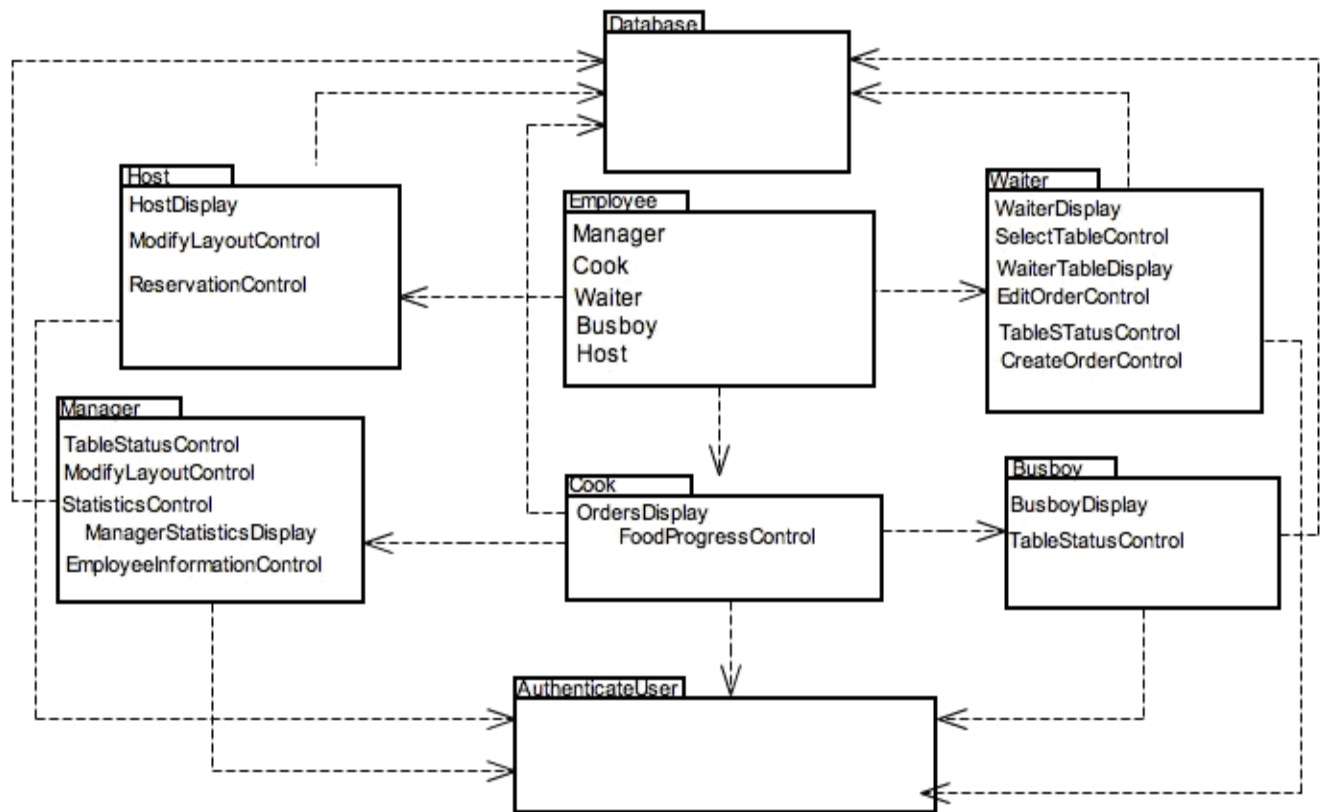 Database
Host
HostDisplay
ModifyLayoutControl
ReservationControl
Employee
Manager
Cook
Waiter
Busboy
Host
Waiter
WaiterDisplay
SelectTableControl
WaiterTableDisplay
EditOrderControl
TableSTatusControl
CreateOrderControl
Manager
TableStatusControl
ModifyLayoutControl
StatisticsControl
ManagerStatisticsDisplay
EmployeeInformationControl
Cook
OrdersDisplay
FoodProgressControl
Busboy
BusboyDisplay
TableStatusControl
AuthenticateUser